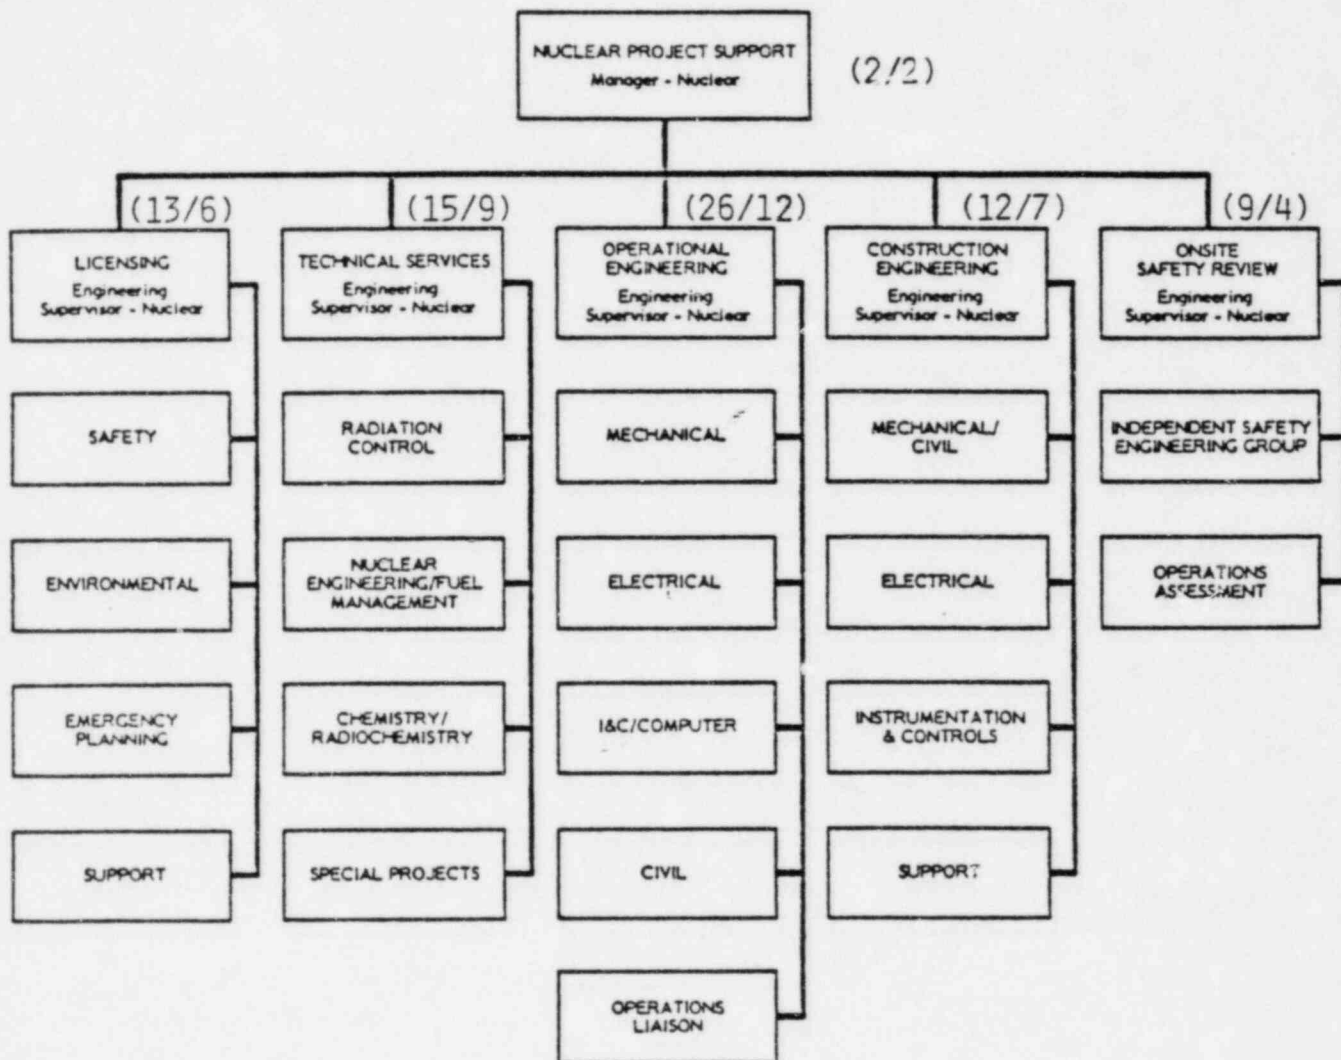 NUCLEAR PROJECT SUPPORT
Manager - Nuclear
(2/2)
(13/6)
(15/9)
(26/12)
(12/7)
(9/4)
LICENSING
Engineering
Supervisor - Nuclear
SAFETY
ENVIRONMENTAL
EMERGENCY
PLANNING
SUPPORT
TECHNICAL SERVICES
Engineering
Supervisor - Nuclear
RADIATION
CONTROL
NUCLEAR
ENGINEERING/FUEL
MANAGEMENT
CHEMISTRY/
RADIOCHEMISTRY
SPECIAL PROJECTS
OPERATIONAL
ENGINEERING
Engineering
Supervisor - Nuclear
MECHANICAL
ELECTRICAL
I&C/COMPUTER
CIVIL
OPERATIONS
LIAISON
CONSTRUCTION
ENGINEERING
Engineering
Supervisor - Nuclear
MECHANICAL/
CIVIL
ELECTRICAL
INSTRUMENTATION
& CONTROLS
SUPPORT
ONSITE
SAFETY REVIEW
Engineering
Supervisor - Nuclear
INDEPENDENT SAFETY
ENGINEERING GROUP
OPERATIONS
ASSESSMENT